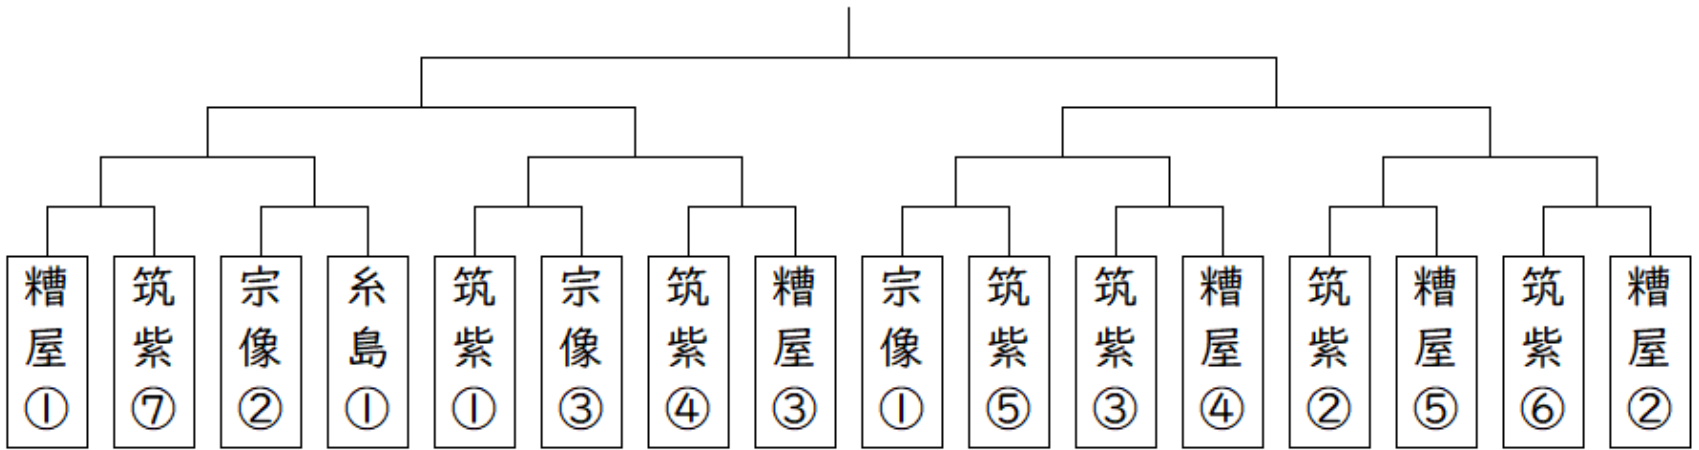 糟屋①
筑紫⑦
宗像②
糸島①
筑紫①
宗像③
筑紫④
糟屋③
宗像①
筑紫⑤
筑紫③
糟屋④
筑紫②
糟屋⑤
筑紫⑥
糟屋②